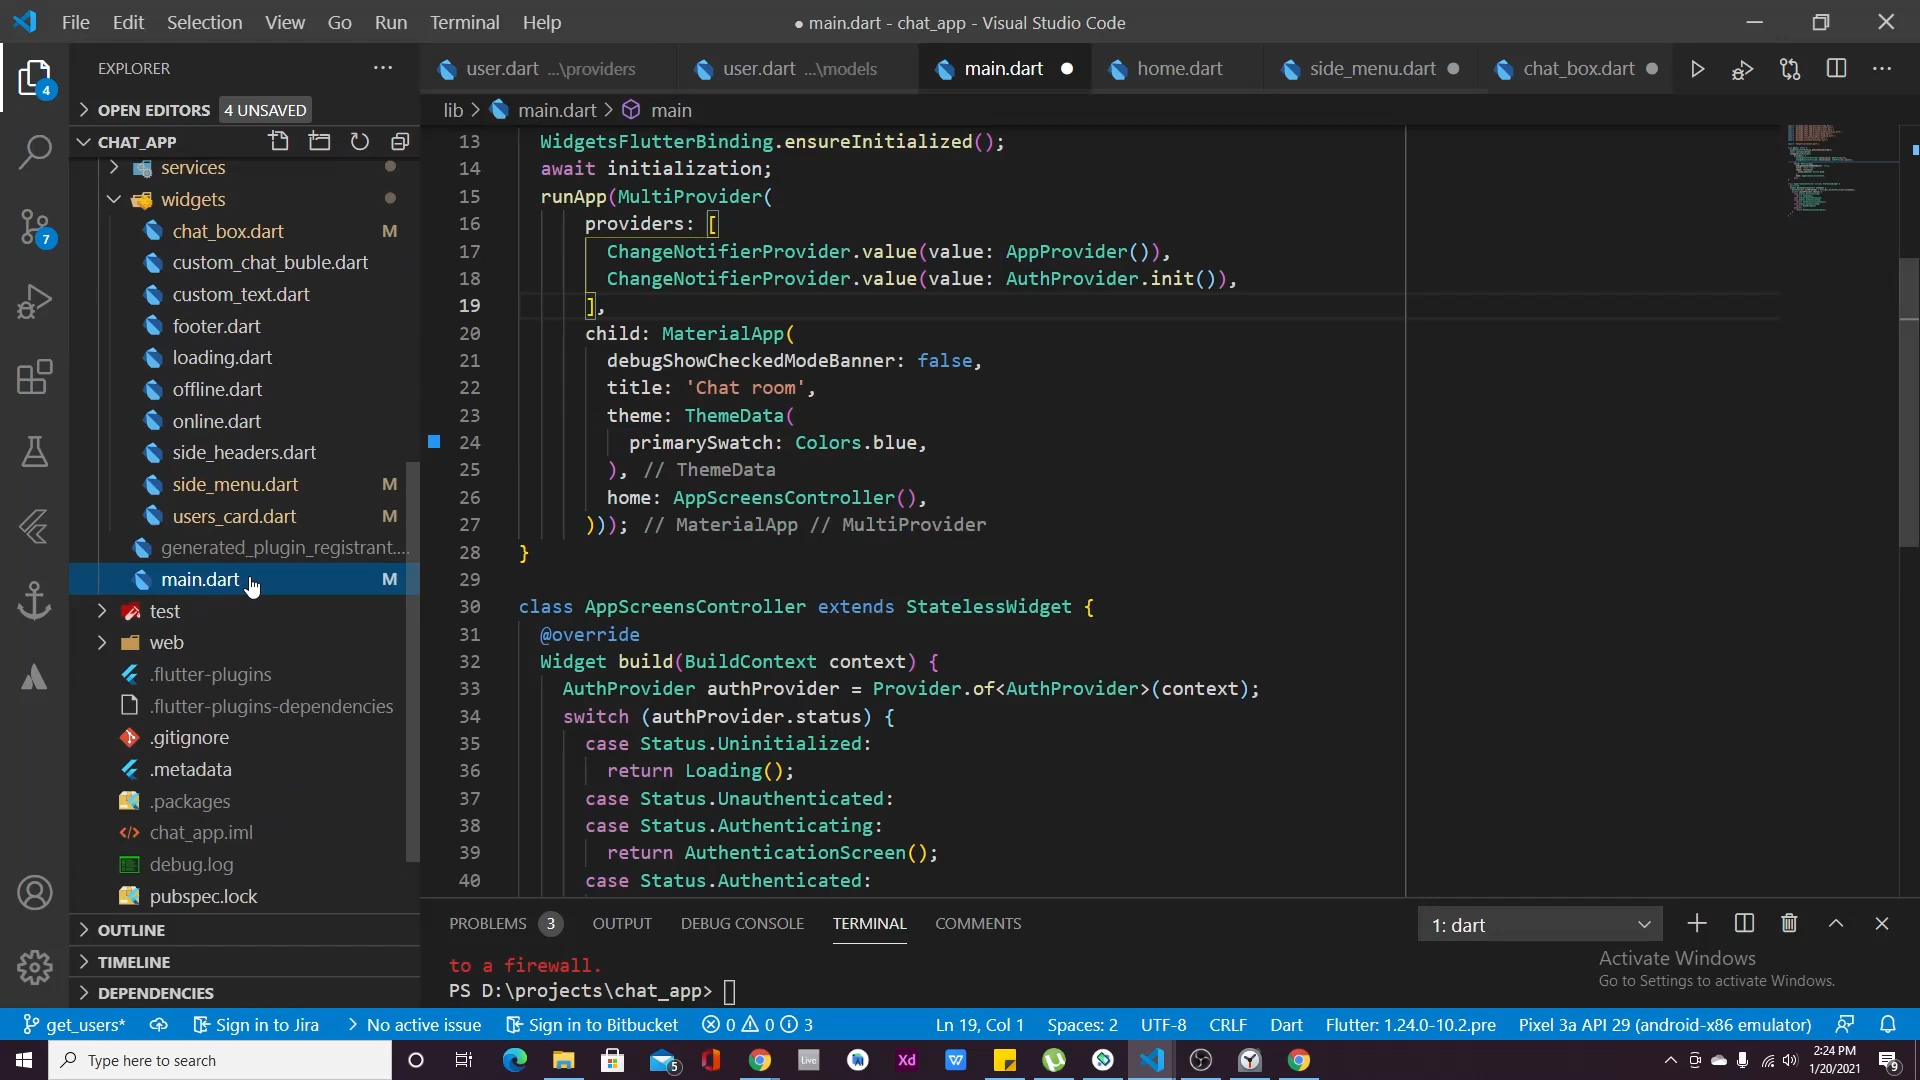 File Edit Selection View Go Run Terminal Help
● main.dart - chat_app - Visual Studio Code
EXPLORER
user.dart ...\providers
user.dart ...\models
main.dart
home.dart
side_menu.dart
chat_box.dart
OPEN EDITORS 4 UNSAVED
lib > main.dart > main
CHAT_APP
services
widgets
chat_box.dart M
custom_chat_buble.dart
custom_text.dart
footer.dart
loading.dart
offline.dart
online.dart
side_headers.dart
side_menu.dart M
users_card.dart M
generated_plugin_registrant....
main.dart M
test
web
.flutter-plugins
.flutter-plugins-dependencies
.gitignore
.metadata
.packages
chat_app.iml
debug.log
pubspec.lock
OUTLINE
TIMELINE
DEPENDENCIES
4
7
13 WidgetsFlutterBinding.ensureInitialized();
14 await initialization;
15 runApp(MultiProvider(
16 providers: [
17 ChangeNotifierProvider.value(value: AppProvider()),
18 ChangeNotifierProvider.value(value: AuthProvider.init()),
19 ],
20 child: MaterialApp(
21 debugShowCheckedModeBanner: false,
22 title: 'Chat room',
23 theme: ThemeData(
24 primarySwatch: Colors.blue,
25 ), // ThemeData
26 home: AppScreensController(),
27 ))); // MaterialApp // MultiProvider
28 }
29
30 class AppScreensController extends StatelessWidget {
31 @override
32 Widget build(BuildContext context) {
33 AuthProvider authProvider = Provider.of<AuthProvider>(context);
34 switch (authProvider.status) {
35 case Status.Uninitialized:
36 return Loading();
37 case Status.Unauthenticated:
38 case Status.Authenticating:
39 return AuthenticationScreen();
40 case Status.Authenticated:
PROBLEMS 3 OUTPUT DEBUG CONSOLE TERMINAL COMMENTS
1: dart
to a firewall.
PS D:\projects\chat_app>
Activate Windows
Go to Settings to activate Windows.
get_users* Sign in to Jira No active issue Sign in to Bitbucket 0 0 3
Ln 19, Col 1 Spaces: 2 UTF-8 CRLF Dart Flutter: 1.24.0-10.2.pre Pixel 3a API 29 (android-x86 emulator)
Type here to search
5
Live
Xd
2:24 PM
1/20/2021
9